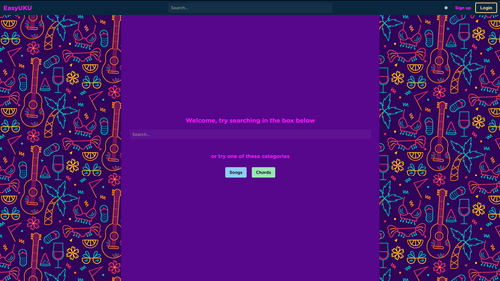 EasyUKU
Search...
Sign up
Login
Welcome, try searching in the box below
Search...
or try one of these categories
Songs
Chords